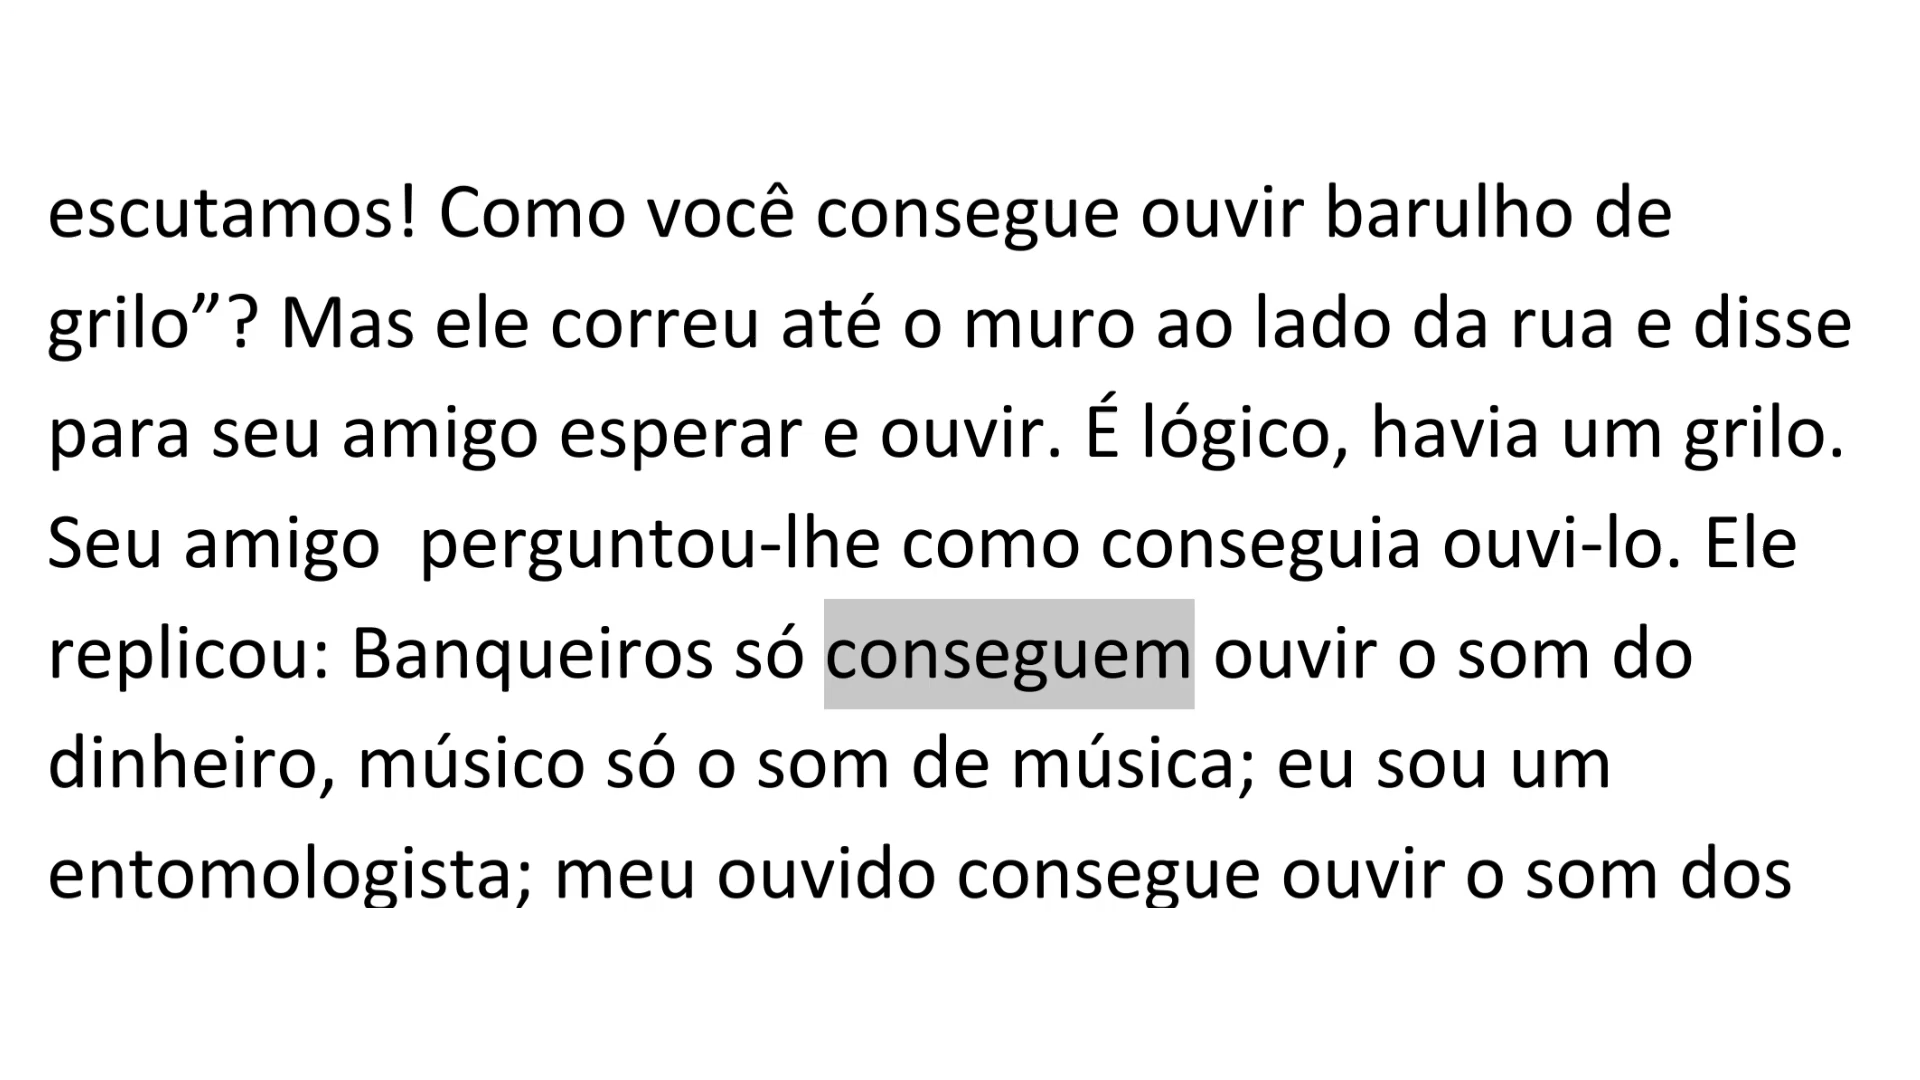 escutamos! Como você consegue ouvir barulho de
grilo”? Mas ele correu até o muro ao lado da rua e disse
para seu amigo esperar e ouvir. É lógico, havia um grilo.
Seu amigo  perguntou-lhe como conseguia ouvi-lo. Ele
replicou: Banqueiros só conseguem ouvir o som do
dinheiro, músico só o som de música; eu sou um
entomologista; meu ouvido consegue ouvir o som dos